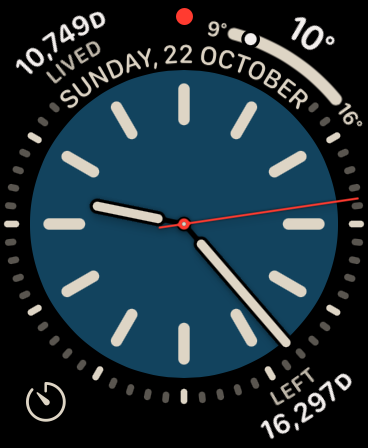 10,749D
LIVED
SUNDAY, 22 OCTOBER
9°
10°
16°
LEFT
16,297D